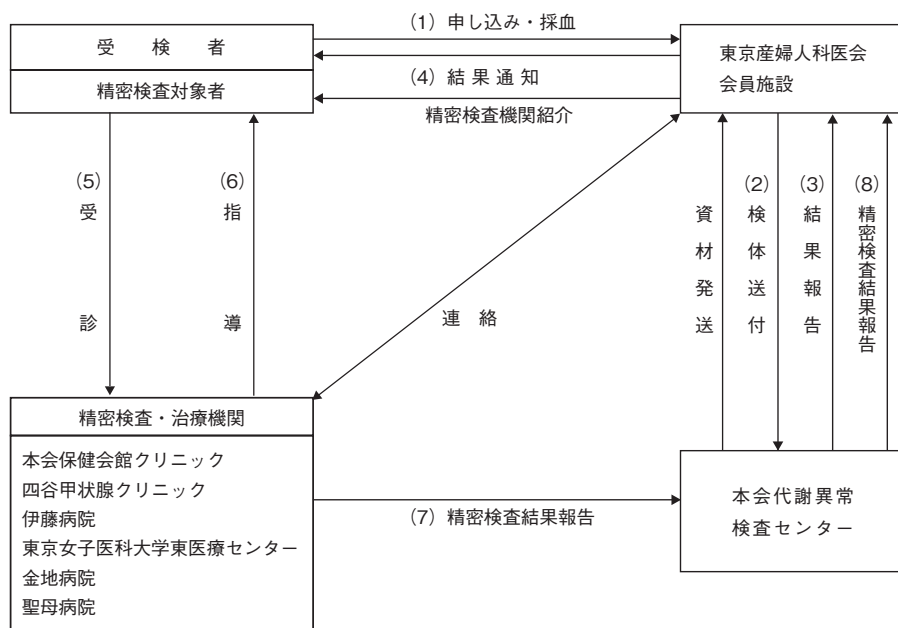 受検者
精密検査対象者
(1) 申し込み・採血
(4) 結果通知
精密検査機関紹介
東京産婦人科医会
会員施設
(5)
受診
(6)
指導
連絡
資材発送
(2)
検体送付
(3)
結果報告
(8)
精密検査結果報告
精密検査・治療機関
本会保健会館クリニック
四谷甲状腺クリニック
伊藤病院
東京女子医科大学東医療センター
金地病院
聖母病院
(7) 精密検査結果報告
本会代謝異常
検査センター